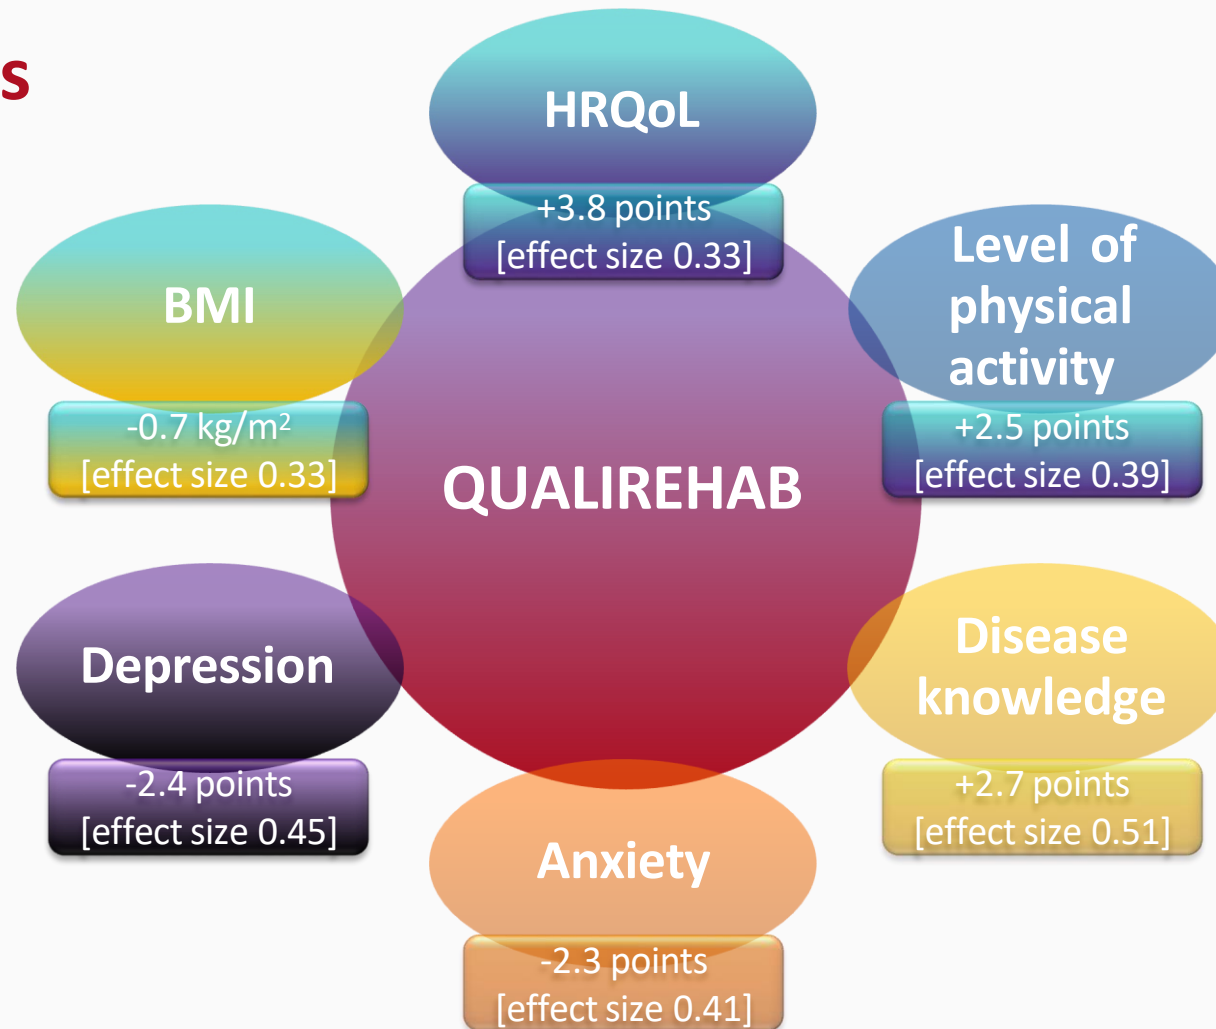 s
HRQoL
+3.8 points
[effect size 0.33]
BMI
-0.7 kg/m²
[effect size 0.33]
Level of
physical
activity
+2.5 points
[effect size 0.39]
QUALIREHAB
Depression
-2.4 points
[effect size 0.45]
Disease
knowledge
+2.7 points
[effect size 0.51]
Anxiety
-2.3 points
[effect size 0.41]